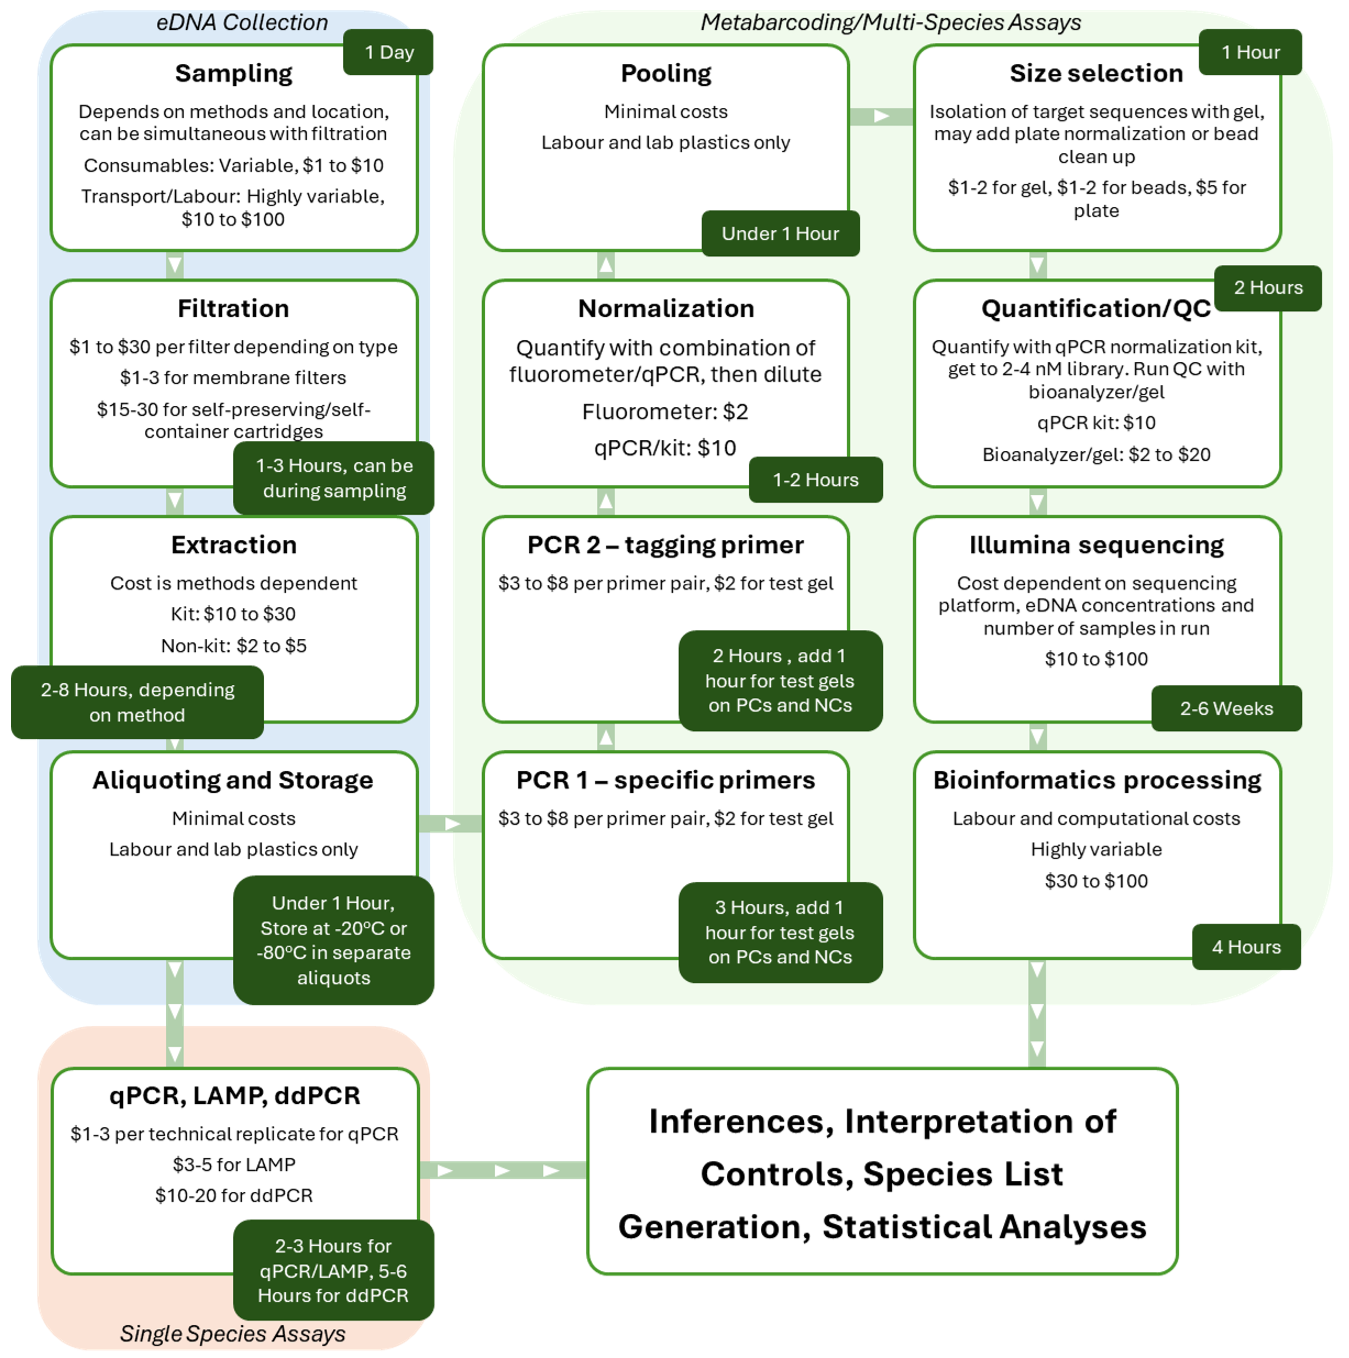 eDNA Collection
1 Day
Sampling
Depends on methods and location,
can be simultaneous with filtration
Consumables: Variable, $1 to $10
Transport/Labour: Highly variable,
$10 to $100
Filtration
$1 to $30 per filter depending on type
$1-3 for membrane filters
$15-30 for self-preserving/self-
container cartridges
1-3 Hours, can be
during sampling
Extraction
Cost is methods dependent
Kit: $10 to $30
Non-kit: $2 to $5
2-8 Hours, depending
on method
Aliquoting and Storage
Minimal costs
Labour and lab plastics only
Under 1 Hour,
Store at -20ºC or
-80ºC in separate
aliquots
qPCR, LAMP, ddPCR
$1-3 per technical replicate for qPCR
$3-5 for LAMP
$10-20 for ddPCR
2-3 Hours for
qPCR/LAMP, 5-6
Hours for ddPCR
Single Species Assays
Metabarcoding/Multi-Species Assays
PCR 1 – specific primers
$3 to $8 per primer pair, $2 for test gel
3 Hours, add 1
hour for test gels
on PCs and NCs
PCR 2 – tagging primer
$3 to $8 per primer pair, $2 for test gel
2 Hours , add 1
hour for test gels
on PCs and NCs
Normalization
Quantify with combination of
fluorometer/qPCR, then dilute
Fluorometer: $2
qPCR/kit: $10
1-2 Hours
Pooling
Minimal costs
Labour and lab plastics only
Under 1 Hour
1 Hour
Size selection
Isolation of target sequences with gel,
may add plate normalization or bead
clean up
$1-2 for gel, $1-2 for beads, $5 for
plate
2 Hours
Quantification/QC
Quantify with qPCR normalization kit,
get to 2-4 nM library. Run QC with
bioanalyzer/gel
qPCR kit: $10
Bioanalyzer/gel: $2 to $20
Illumina sequencing
Cost dependent on sequencing
platform, eDNA concentrations and
number of samples in run
$10 to $100
2-6 Weeks
Bioinformatics processing
Labour and computational costs
Highly variable
$30 to $100
4 Hours
Inferences, Interpretation of
Controls, Species List
Generation, Statistical Analyses